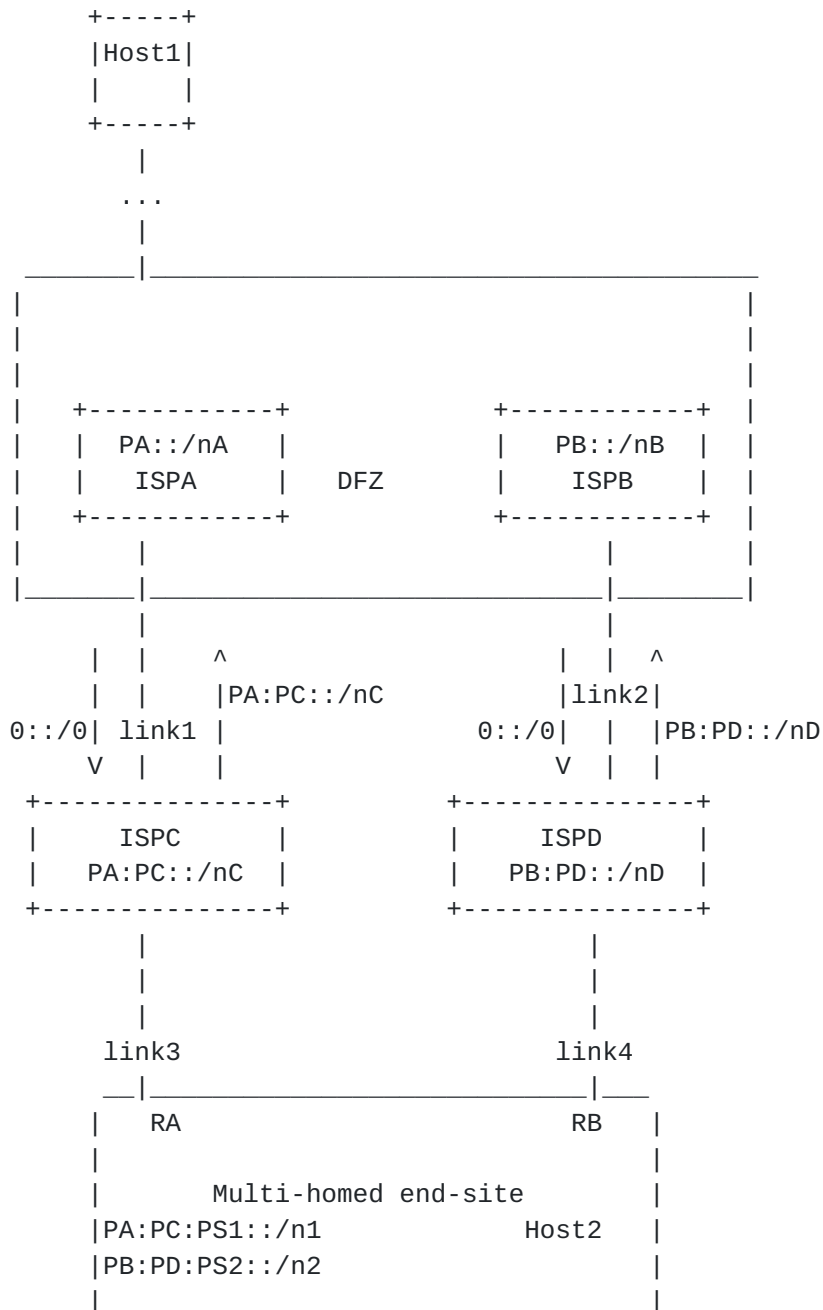 Host1
...
PA::/nA PB::/nB
ISPA DFZ ISPB
^ ^
|PA:PC::/nC |link2|
0::/0| link1 | 0::/0| | |PB:PD::/nD
V V
ISPC ISPD
PA:PC::/nC PB:PD::/nD
link3 link4
RA RB
Multi-homed end-site
PA:PC:PS1::/n1 Host2
PB:PD:PS2::/n2